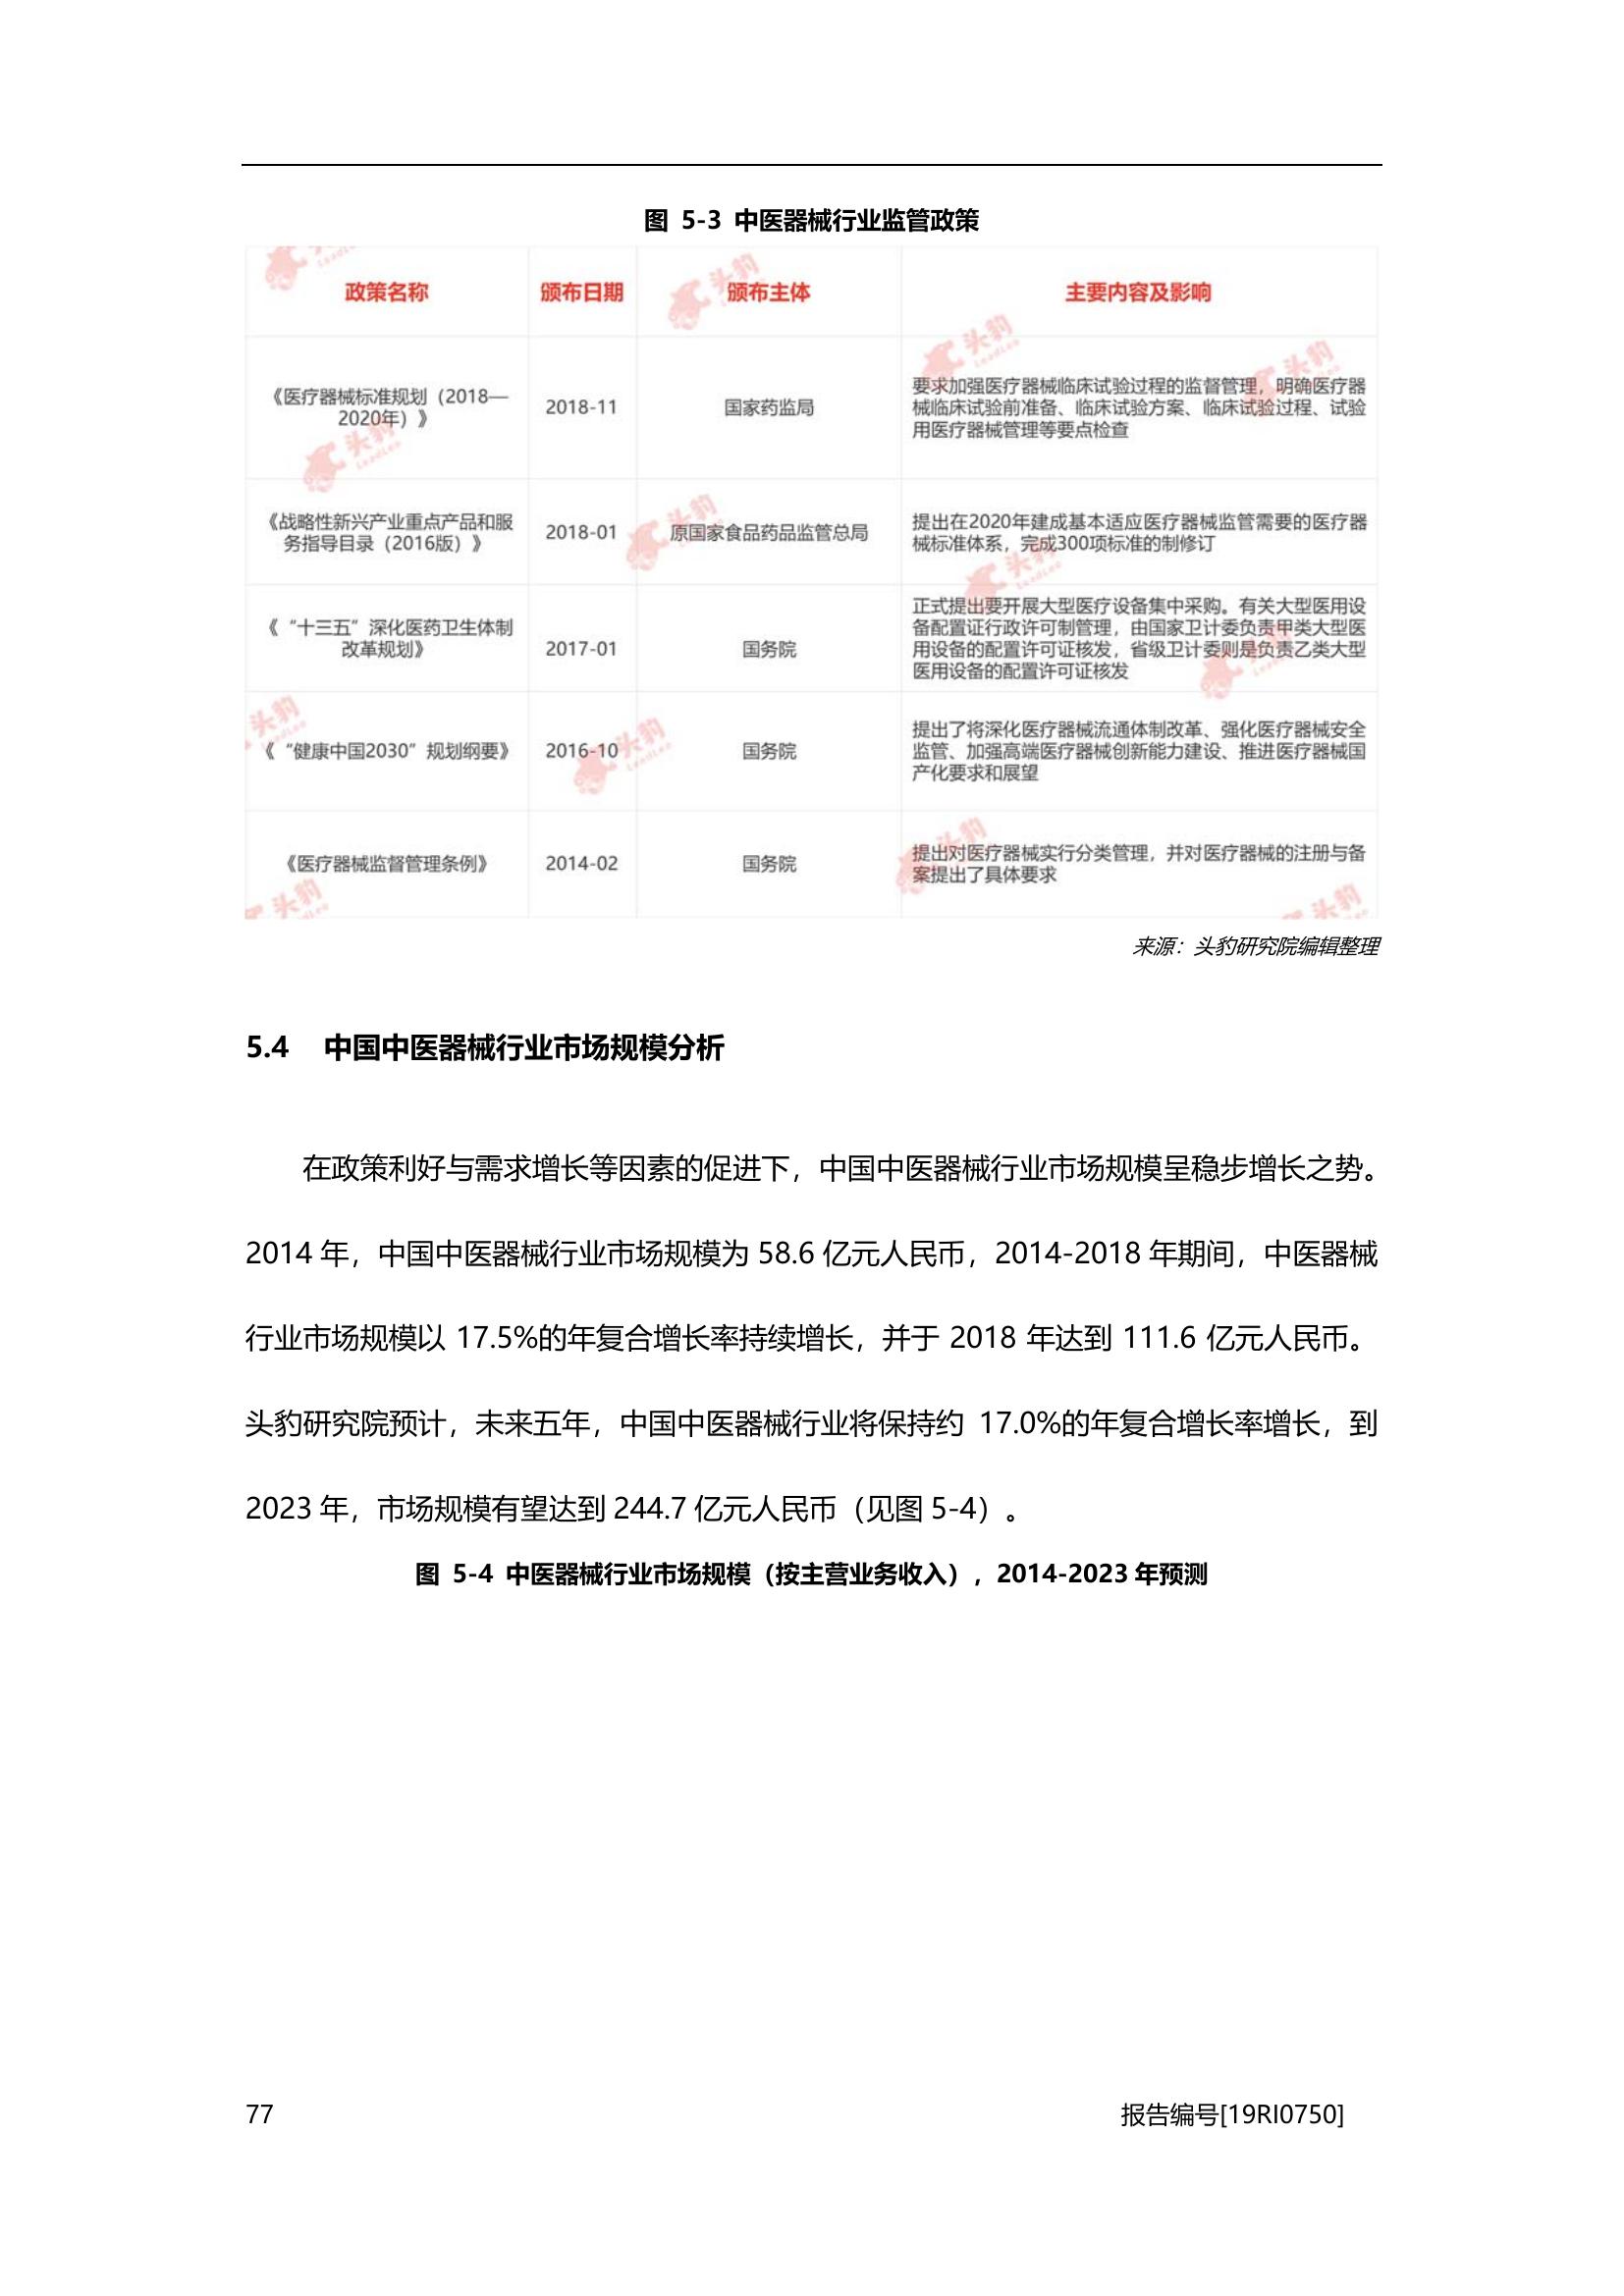 图 5-3 中医器械行业监管政策
政策名称
颁布日期
颁布主体
主要内容及影响
《医疗器械标准规划（2018—
2020年）》
2018-11
国家药监局
要求加强医疗器械临床试验过程的监督管理，明确医疗器
械临床试验前准备、临床试验方案、临床试验过程、试验
用医疗器械管理等要点检查
《战略性新兴产业重点产品和服
务指导目录（2016版）》
2018-01
原国家食品药品监管总局
提出在2020年建成基本适应医疗器械监管需要的医疗器
械标准体系，完成300项标准的制修订
《“十三五”深化医药卫生体制
改革规划》
2017-01
国务院
正式提出要开展大型医疗设备集中采购。有关大型医用设
备配置证行政许可制管理，由国家卫计委负责甲类大型医
用设备的配置许可证核发，省级卫计委则是负责乙类大型
医用设备的配置许可证核发
《“健康中国2030”规划纲要》
2016-10
国务院
提出了将深化医疗器械流通体制改革、强化医疗器械安全
监管、加强高端医疗器械创新能力建设、推进医疗器械国
产化要求和展望
《医疗器械监督管理条例》
2014-02
国务院
提出对医疗器械实行分类管理，并对医疗器械的注册与备
案提出了具体要求
来源：头豹研究院编辑整理
5.4 中国中医器械行业市场规模分析
在政策利好与需求增长等因素的促进下，中国中医器械行业市场规模呈稳步增长之势。
2014 年，中国中医器械行业市场规模为 58.6 亿元人民币，2014-2018 年期间，中医器械
行业市场规模以 17.5%的年复合增长率持续增长，并于 2018 年达到 111.6 亿元人民币。
头豹研究院预计，未来五年，中国中医器械行业将保持约 17.0%的年复合增长率增长，到
2023 年，市场规模有望达到 244.7 亿元人民币（见图 5-4）。
图 5-4 中医器械行业市场规模（按主营业务收入），2014-2023 年预测
77
报告编号[19RI0750]